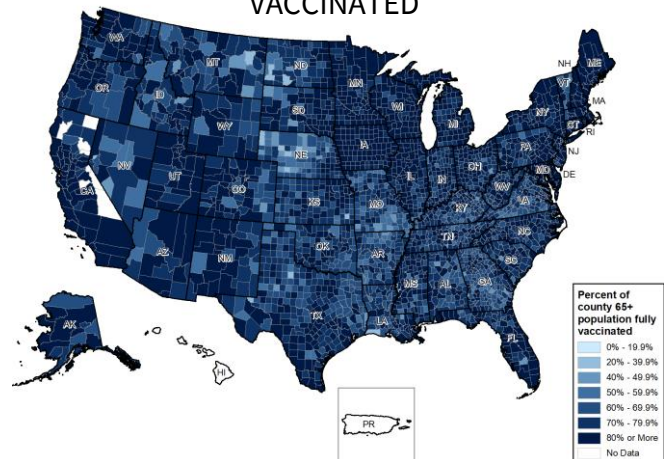 VACCINATED
WA
MT
ND
MN
OR
ID
SD
WI
MI
NH
VT
ME
NY
MA
CT
RI
WY
NE
IA
PA
NJ
NV
UT
CO
IL
IN
OH
MD
DE
CA
KS
MO
WV
VA
KY
AZ
NM
OK
AR
TN
NC
SC
MS
AL
GA
TX
LA
FL
AK
HI
PR
Percent of
county 65+
population fully
vaccinated
0% - 19.9%
20% - 39.9%
40% - 49.9%
50% - 59.9%
60% - 69.9%
70% - 79.9%
80% or More
No Data